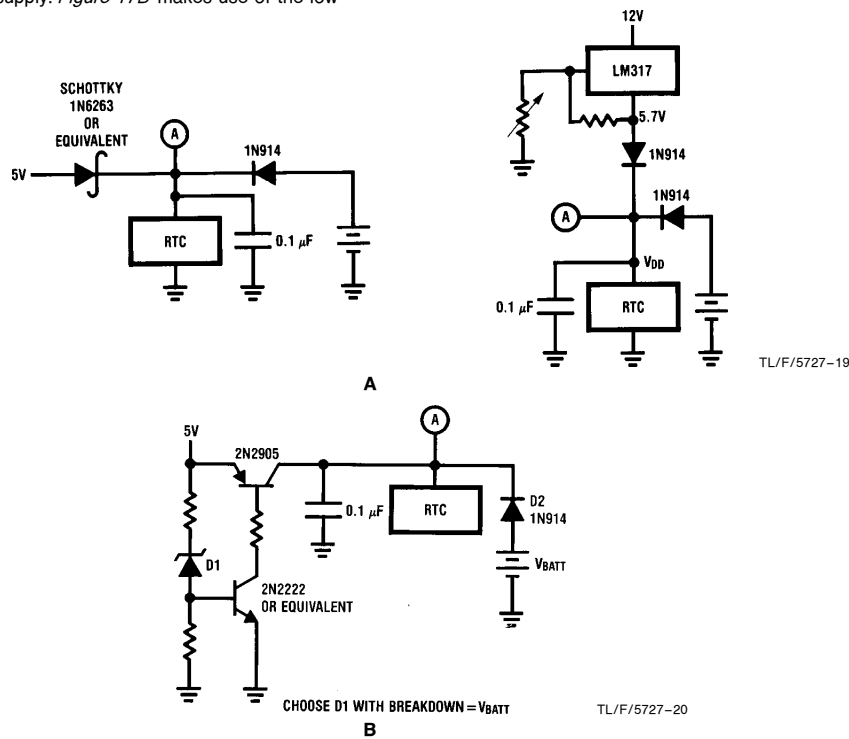 supply. Figure 17B makes use of the low
12V
LM317
5.7V
1N914
1N914
A
VDD
0.1 μF
RTC
TL/F/5727–19
SCHOTTKY
1N6263
OR
EQUIVALENT
5V
A
1N914
RTC
0.1 μF
A
5V
2N2905
A
0.1 μF
RTC
D2
1N914
VBATT
D1
2N2222
OR EQUIVALENT
CHOOSE D1 WITH BREAKDOWN = VBATT
TL/F/5727–20
B